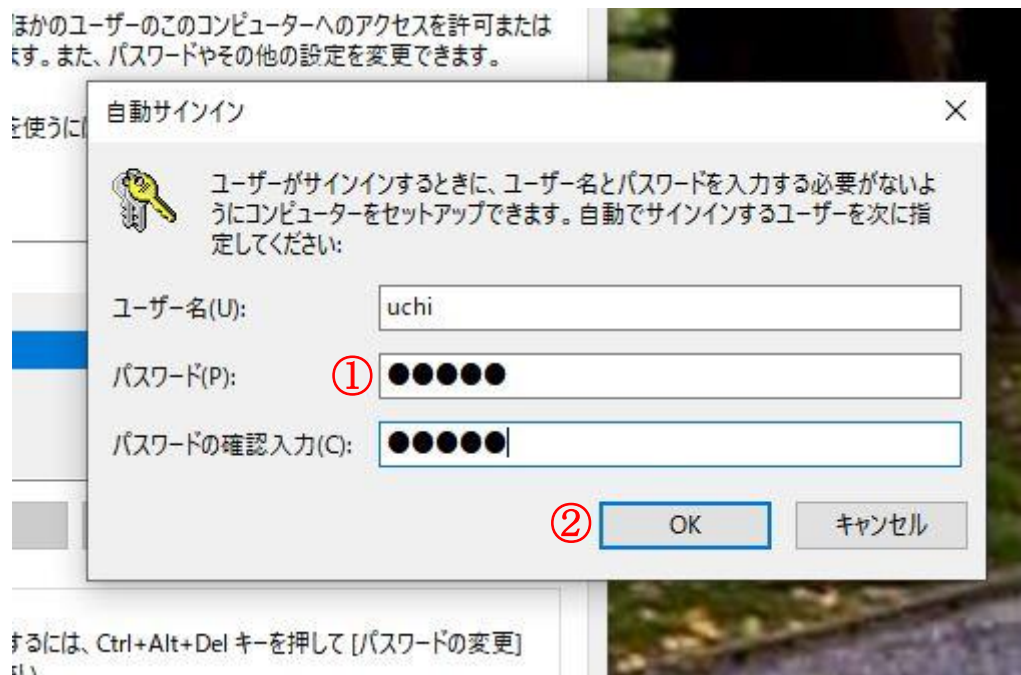 ほかのユーザーのこのコンピューターへのアクセスを許可または
ます。また、パスワードやその他の設定を変更できます。
を使うには
自動サインイン
ユーザーがサインインするときに、ユーザー名とパスワードを入力する必要がないよ
うにコンピューターをセットアップできます。自動でサインインするユーザーを次に指
定してください:
ユーザー名(U):
uchi
パスワード(P):
① ●●●●●
パスワードの確認入力(C):
●●●●●
② OK
キャンセル
するには、Ctrl+Alt+Del キーを押して [パスワードの変更]